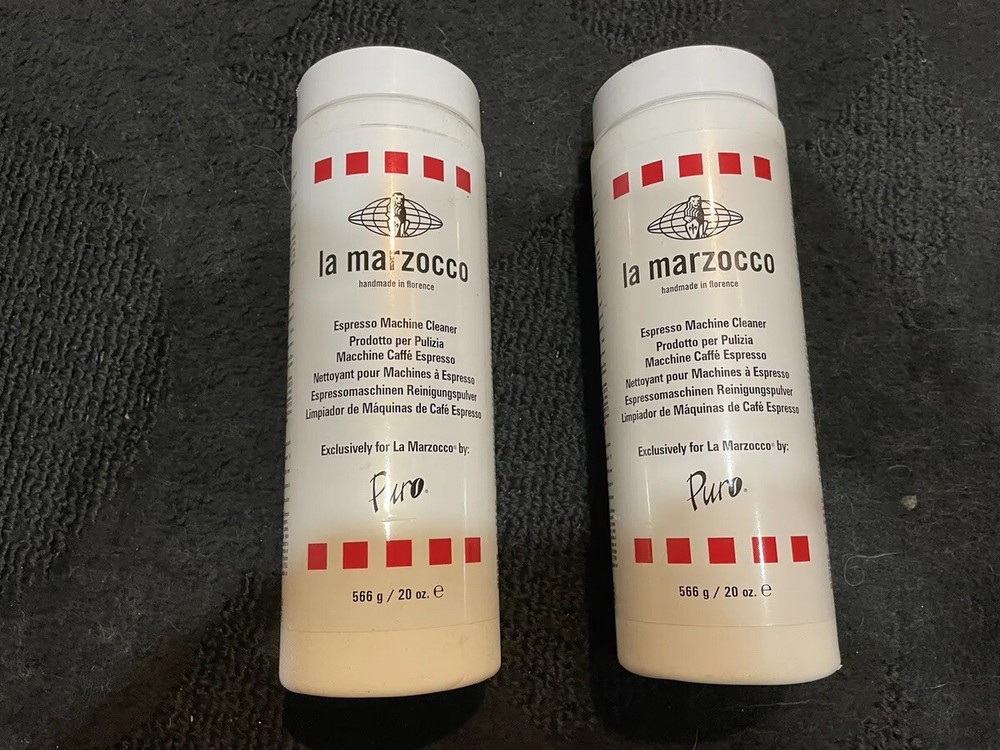 la marzocco
handmade in florence
Espresso Machine Cleaner
Prodotto per Pulizia
Macchine Caffé Espresso
Nettoyant pour Machines à Espresso
Espressomaschinen Reinigungspulver
Limpiador de Máquinas de Café Espresso
Exclusively for La Marzocco® by:
Puro®
566 g / 20 oz. ℮
la marzocco
handmade in florence
Espresso Machine Cleaner
Prodotto per Pulizia
Macchine Caffé Espresso
Nettoyant pour Machines à Espresso
Espressomaschinen Reinigungspulver
Limpiador de Máquinas de Café Espresso
Exclusively for La Marzocco® by:
Puro®
566 g / 20 oz. ℮